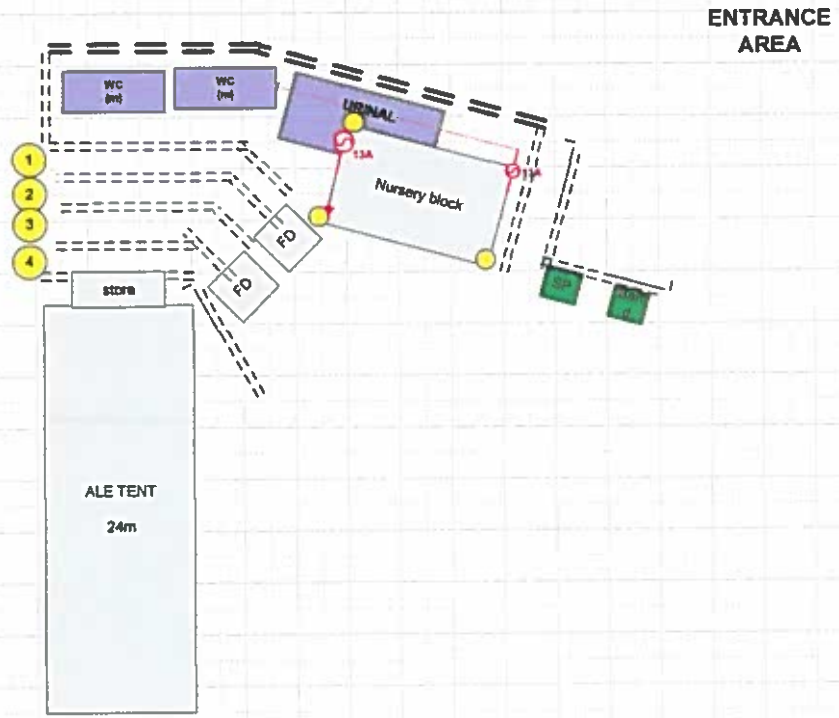 ENTRANCE
AREA
WC
(m)
WC
(m)
URINAL
13A
1
2
3
4
Nursery block
13A
FD
FD
store
SP
ALE TENT
24m